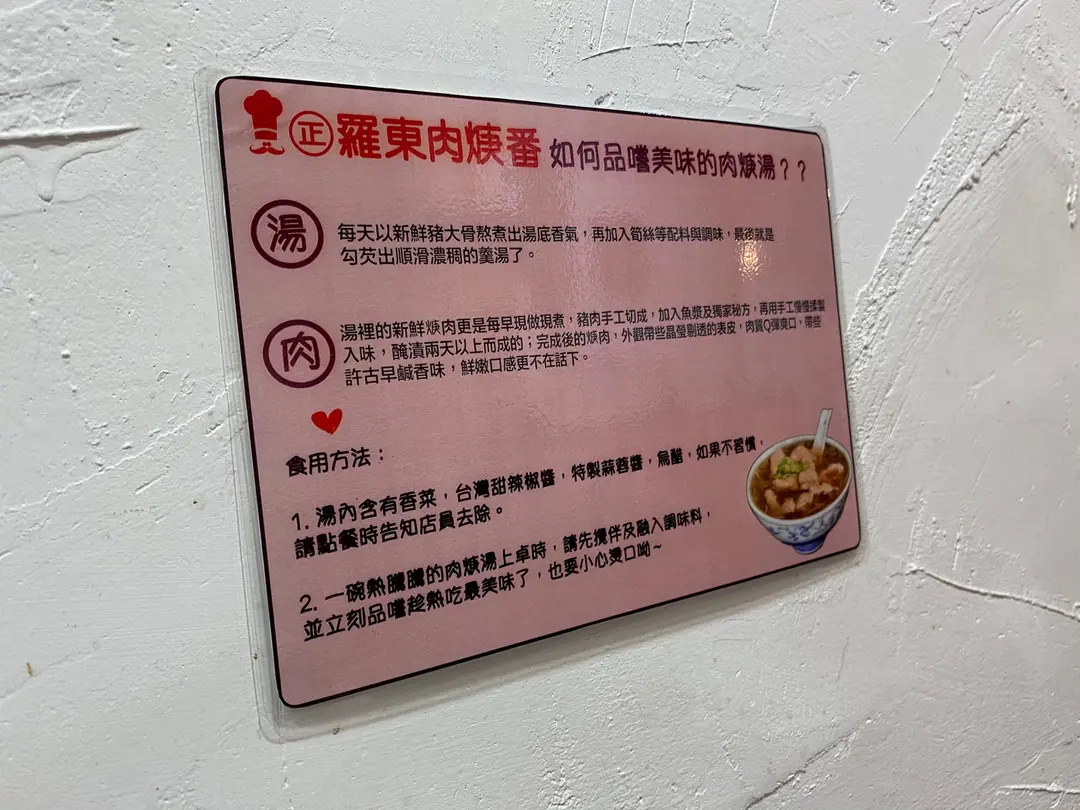 ㊣羅東肉焿番 如何品嚐美味的肉焿湯？？
湯
每天以新鮮豬大骨熬煮出湯底香氣，再加入筍絲等配料與調味，最後就是
勾芡出順滑濃稠的羹湯了。
肉
湯裡的新鮮焿肉更是每早現做現煮，豬肉手工切成，加入魚漿及獨家秘方，再用手工慢慢揉製
入味，醃漬兩天以上而成的；完成後的焿肉，外觀帶些晶瑩剔透的表皮，肉質Q彈爽口，帶些
許古早鹹香味，鮮嫩口感更不在話下。
食用方法：
1. 湯內含有香菜，台灣甜辣椒醬，特製蒜蓉醬，烏醋，如果不習慣，
請點餐時告知店員去除。
2. 一碗熱騰騰的肉焿湯上桌時，請先攪伴及融入調味料，
並立刻品嚐趁熱吃最美味了，也要小心燙口呦~